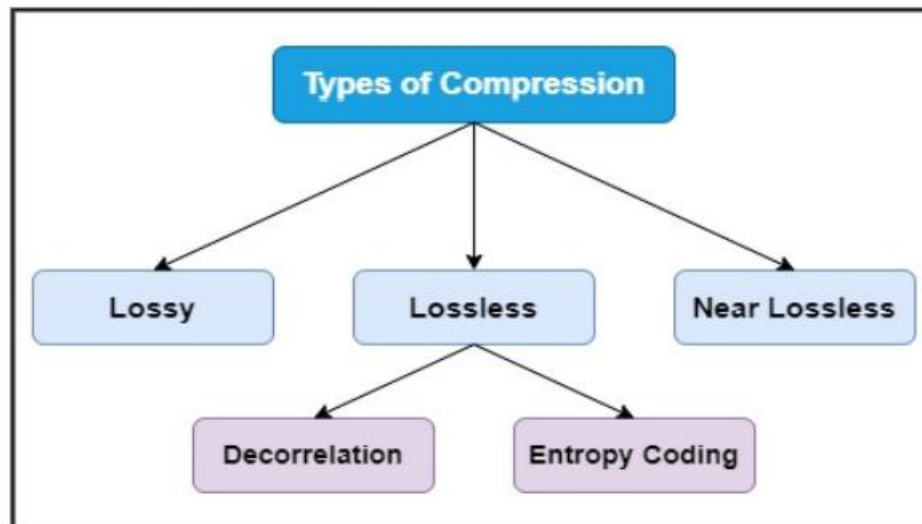 Types of Compression
Lossy
Lossless
Near Lossless
Decorrelation
Entropy Coding